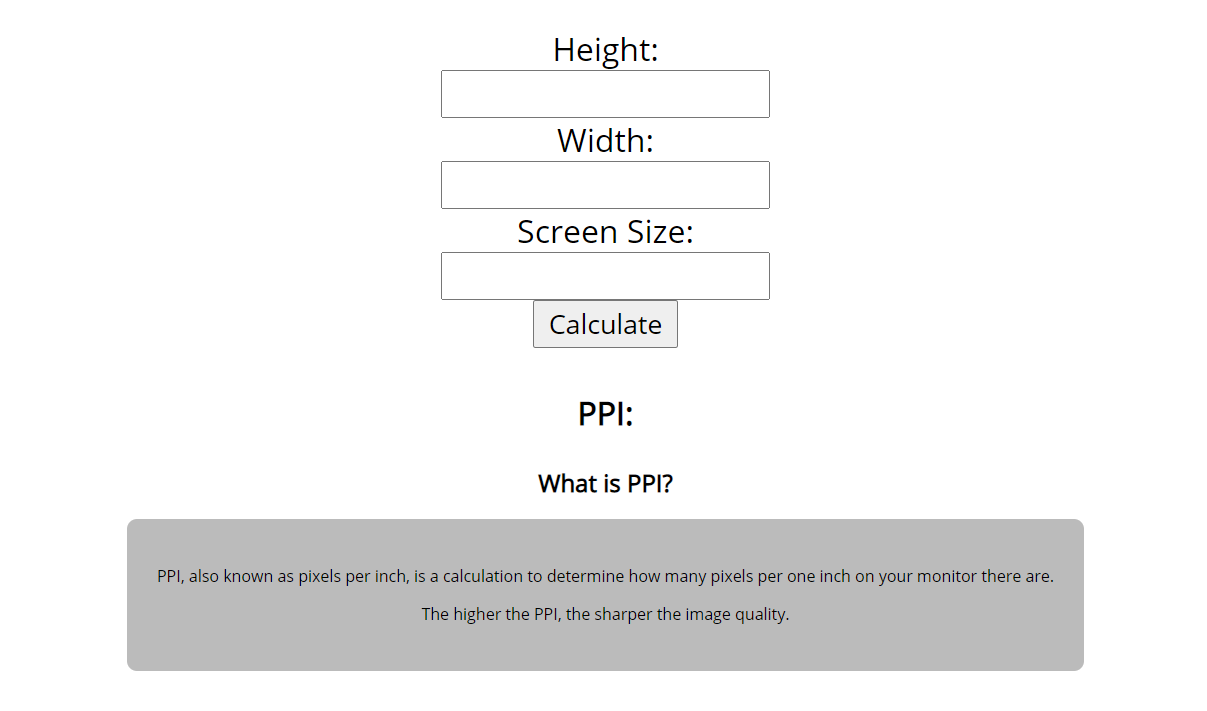 Height:
Width:
Screen Size:
Calculate
PPI:
What is PPI?
PPI, also known as pixels per inch, is a calculation to determine how many pixels per one inch on your monitor there are.
The higher the PPI, the sharper the image quality.